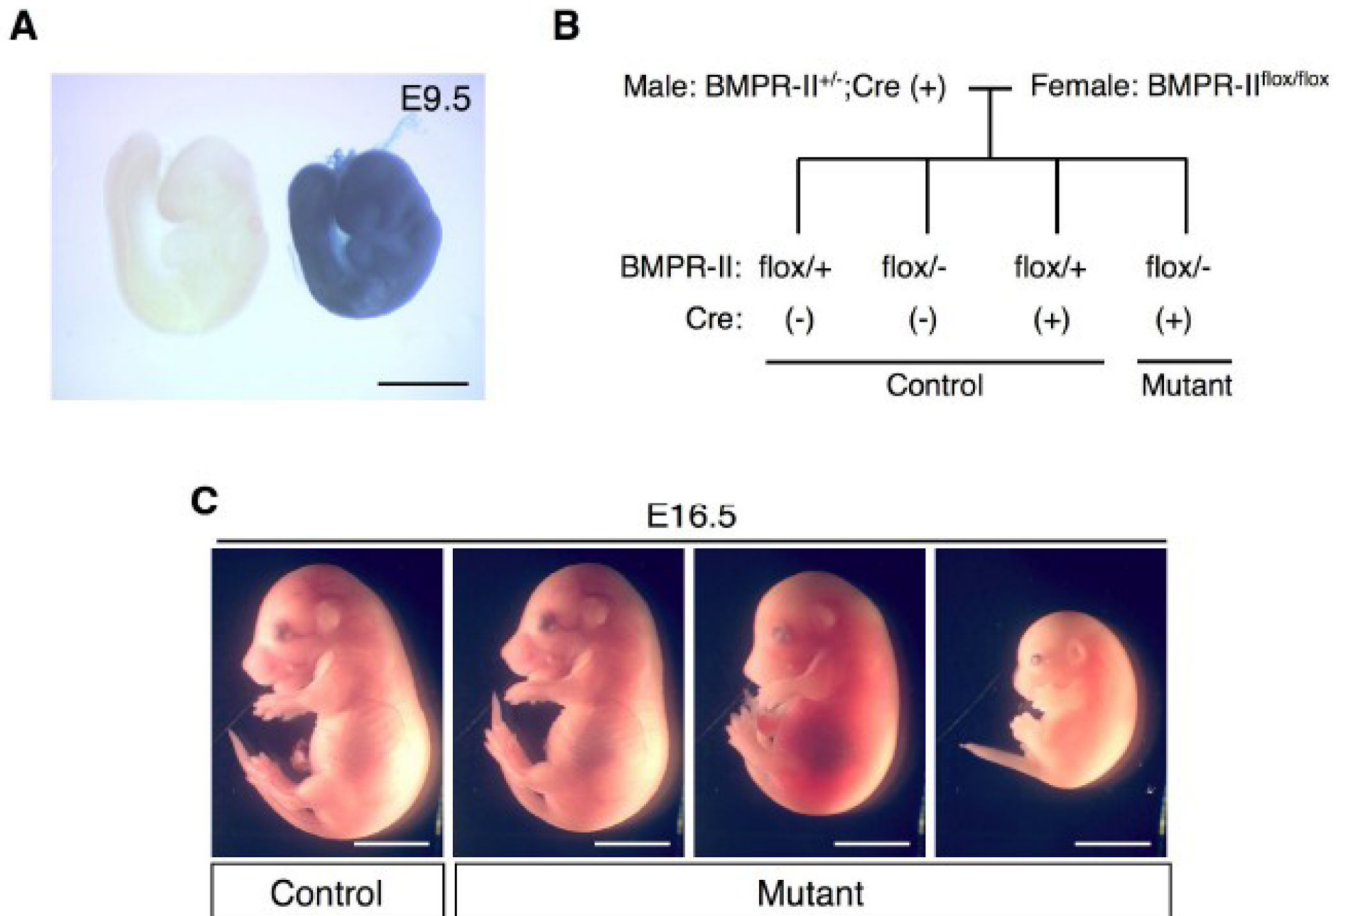 A
E9.5
B
Male: BMPR-II+/-;Cre (+) Female: BMPR-IIflox/flox
BMPR-II: flox/+ flox/- flox/+ flox/-
Cre: (-) (-) (+) (+)
Control Mutant
C
E16.5
Control Mutant